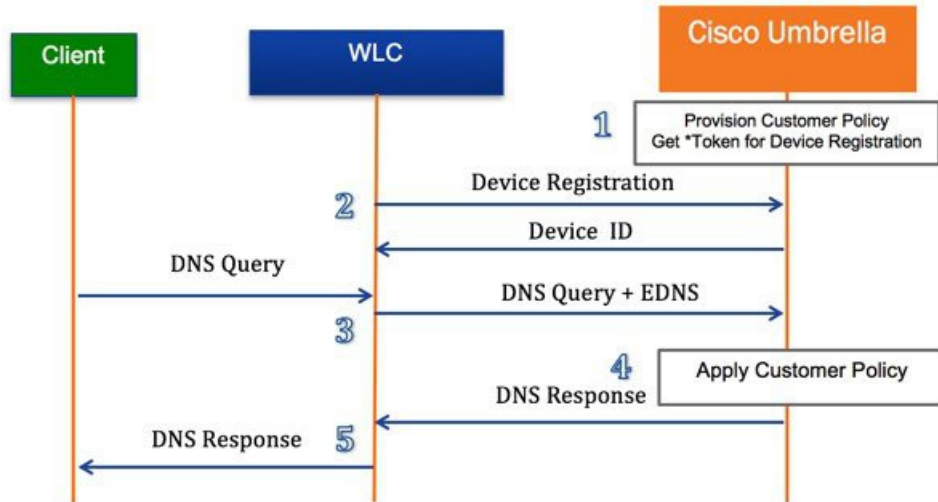 Client
WLC
Cisco Umbrella
1
Provision Customer Policy
Get *Token for Device Registration
Device Registration
2
Device ID
DNS Query
DNS Query + EDNS
3
4
Apply Customer Policy
DNS Response
DNS Response
5